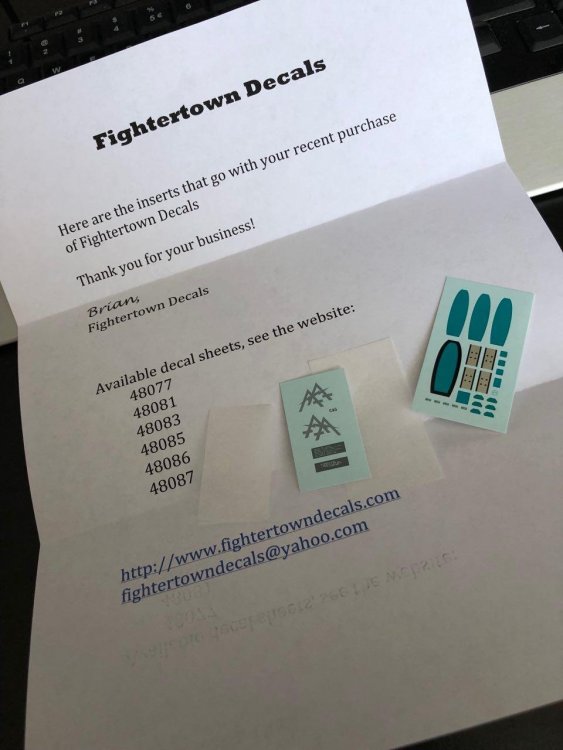 Fightertown Decals
Here are the inserts that go with your recent purchase
of Fightertown Decals
Thank you for your business!
Brian,
Fightertown Decals
Available decal sheets, see the website:
48077
48081
48083
48085
48086
48087
http://www.fightertowndecals.com
fightertowndecals@yahoo.com